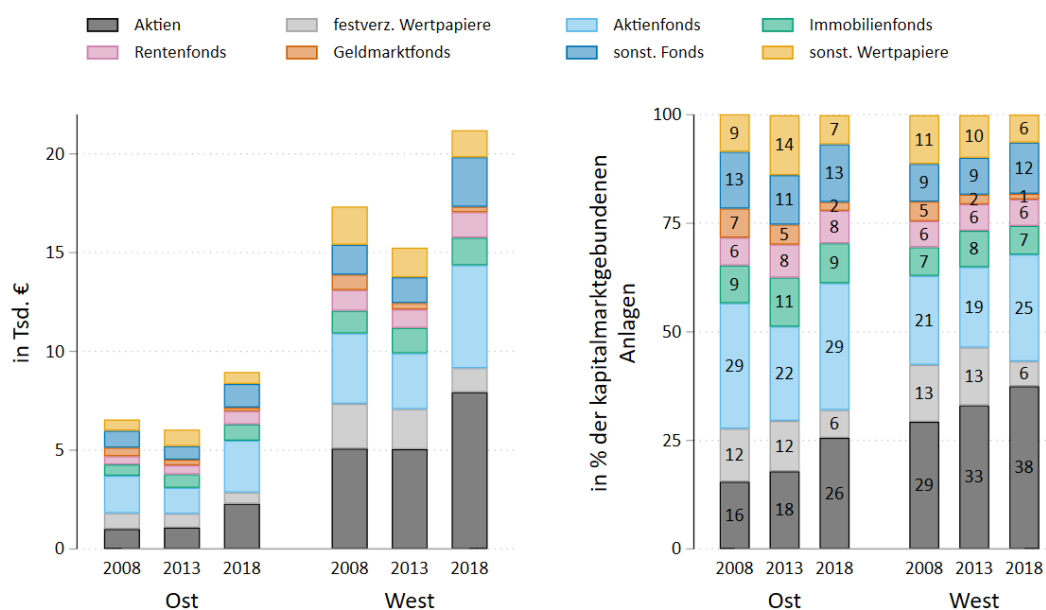 Aktien festverz. Wertpapiere Aktienfonds Immobilienfonds
Rentenfonds Geldmarktfonds sonst. Fonds sonst. Wertpapiere
in Tsd. €
20
15
10
5
0
2008 2013 2018 2008 2013 2018
Ost West
in % der kapitalmarktgebundenen
Anlagen
100
75
50
25
0
9 14 7 11 10 6
13 11 13 9 9 12
7 5 2 5 2 1
6 8 8 6 6 6
9 11 9 7 8 7
29 22 29 21 19 25
12 12 6 13 13 6
16 18 26 29 33 38
2008 2013 2018 2008 2013 2018
Ost West